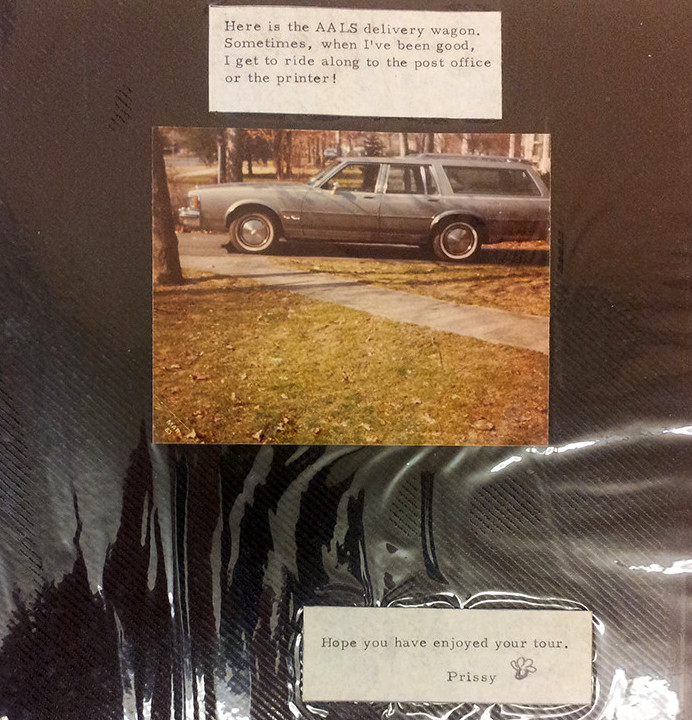 Here is the AALS delivery wagon.
Sometimes, when I've been good,
I get to ride along to the post office
or the printer!
Hope you have enjoyed your tour.
Prissy